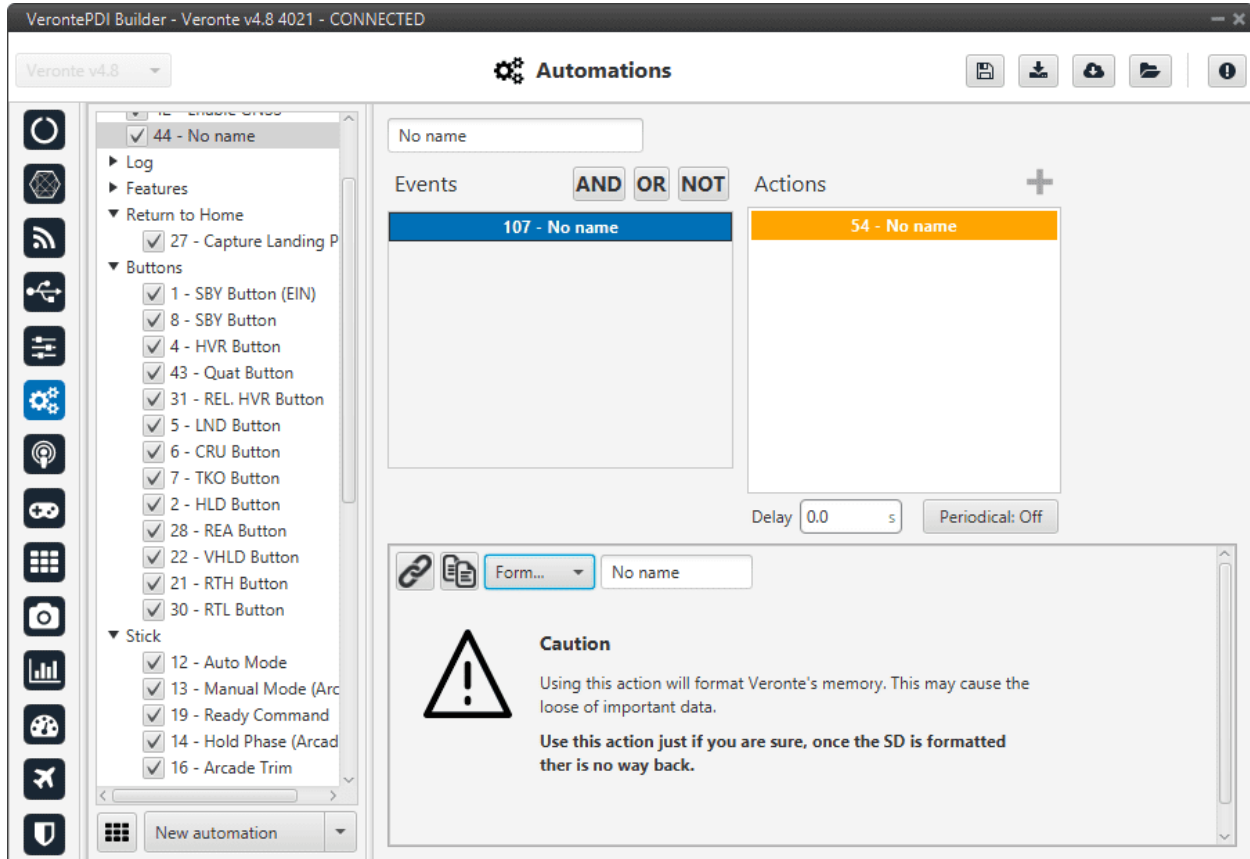 VerontePDI Builder - Veronte v4.8 4021 - CONNECTED
Veronte v4.8
Automations
44 - No name
Log
Features
Return to Home
27 - Capture Landing P
Buttons
1 - SBY Button (EIN)
8 - SBY Button
4 - HVR Button
43 - Quat Button
31 - REL. HVR Button
5 - LND Button
6 - CRU Button
7 - TKO Button
2 - HLD Button
28 - REA Button
22 - VHLD Button
21 - RTH Button
30 - RTL Button
Stick
12 - Auto Mode
13 - Manual Mode (Arc
19 - Ready Command
14 - Hold Phase (Arcad
16 - Arcade Trim
New automation
No name
Events AND OR NOT Actions
107 - No name
54 - No name
Delay 0.0 s Periodical: Off
Form... No name
Caution
Using this action will format Veronte's memory. This may cause the
loose of important data.
Use this action just if you are sure, once the SD is formatted
ther is no way back.